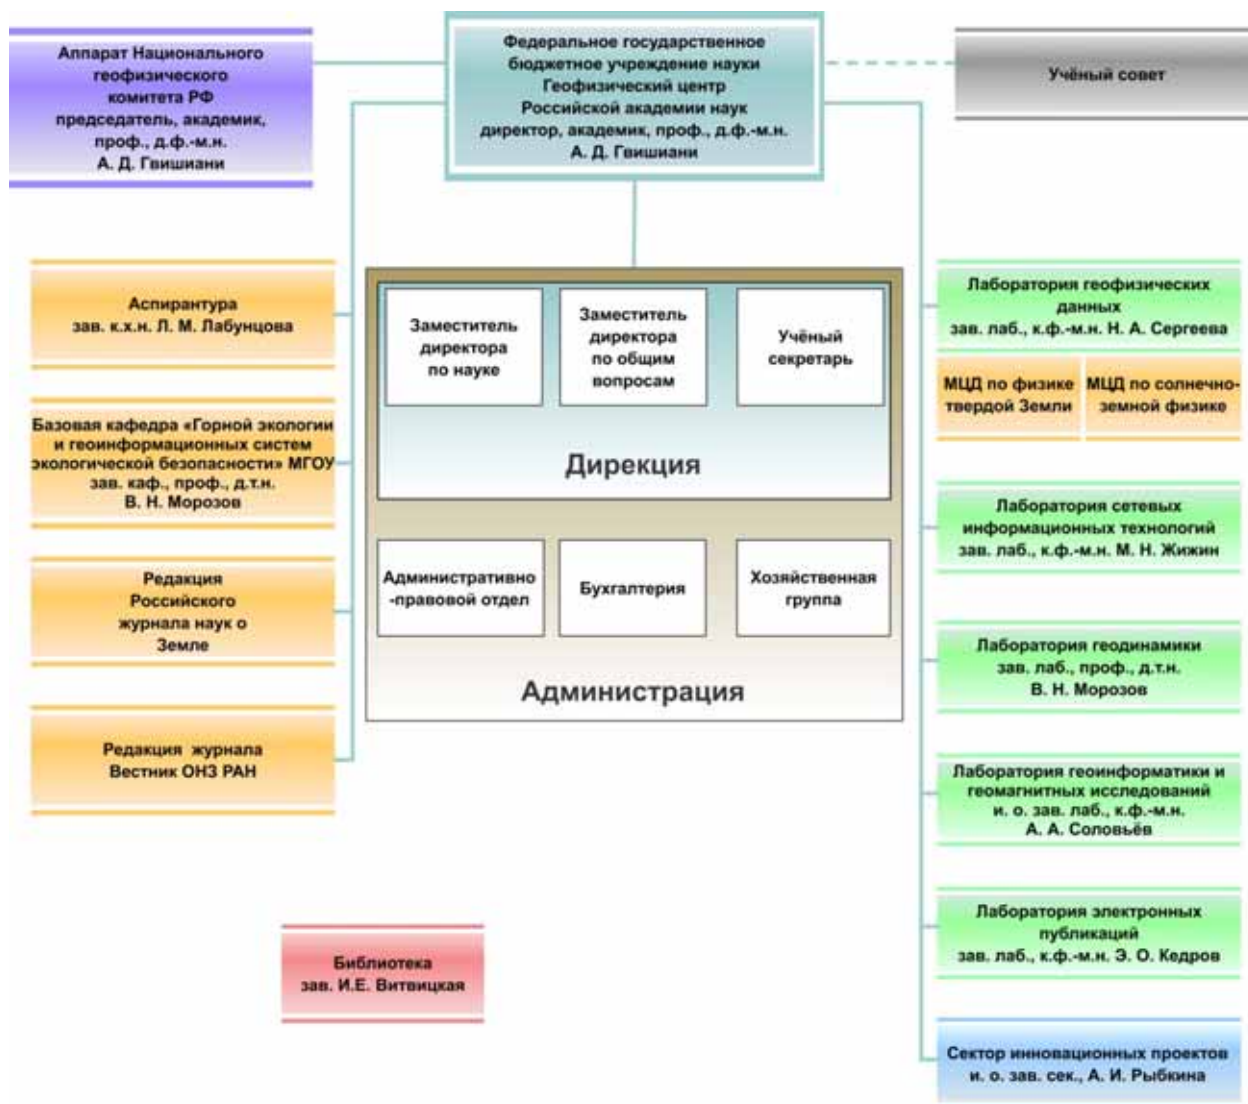 Аппарат Национального
геофизического
комитета РФ
председатель, академик,
проф., д.ф.-м.н.
А. Д. Гвишиани
Федеральное государственное
бюджетное учреждение науки
Геофизический центр
Российской академии наук
директор, академик, проф., д.ф.-м.н.
А. Д. Гвишиани
Учёный совет
Аспирантура
зав. к.х.н. Л. М. Лабунцова
Базовая кафедра «Горной экологии
и геоинформационных систем
экологической безопасности» МГОУ
зав. каф., проф., д.т.н.
В. Н. Морозов
Редакция
Российского
журнала наук о
Земле
Редакция журнала
Вестник ОНЗ РАН
Заместитель
директора
по науке
Заместитель
директора
по общим
вопросам
Учёный
секретарь
Дирекция
Административно
-правовой отдел
Бухгалтерия
Хозяйственная
группа
Администрация
Лаборатория геофизических
данных
зав. лаб., к.ф.-м.н. Н. А. Сергеева
МЦД по физике
твердой Земли
МЦД по солнечно-
земной физике
Лаборатория сетевых
информационных технологий
зав. лаб., к.ф.-м.н. М. Н. Жижин
Лаборатория геодинамики
зав. лаб., проф., д.т.н.
В. Н. Морозов
Лаборатория геоинформатики и
геомагнитных исследований
и. о. зав. лаб., к.ф.-м.н.
А. А. Соловьёв
Лаборатория электронных
публикаций
зав. лаб., к.ф.-м.н. Э. О. Кедров
Сектор инновационных проектов
и. о. зав. сек., А. И. Рыбкина
Библиотека
зав. И.Е. Витвицкая